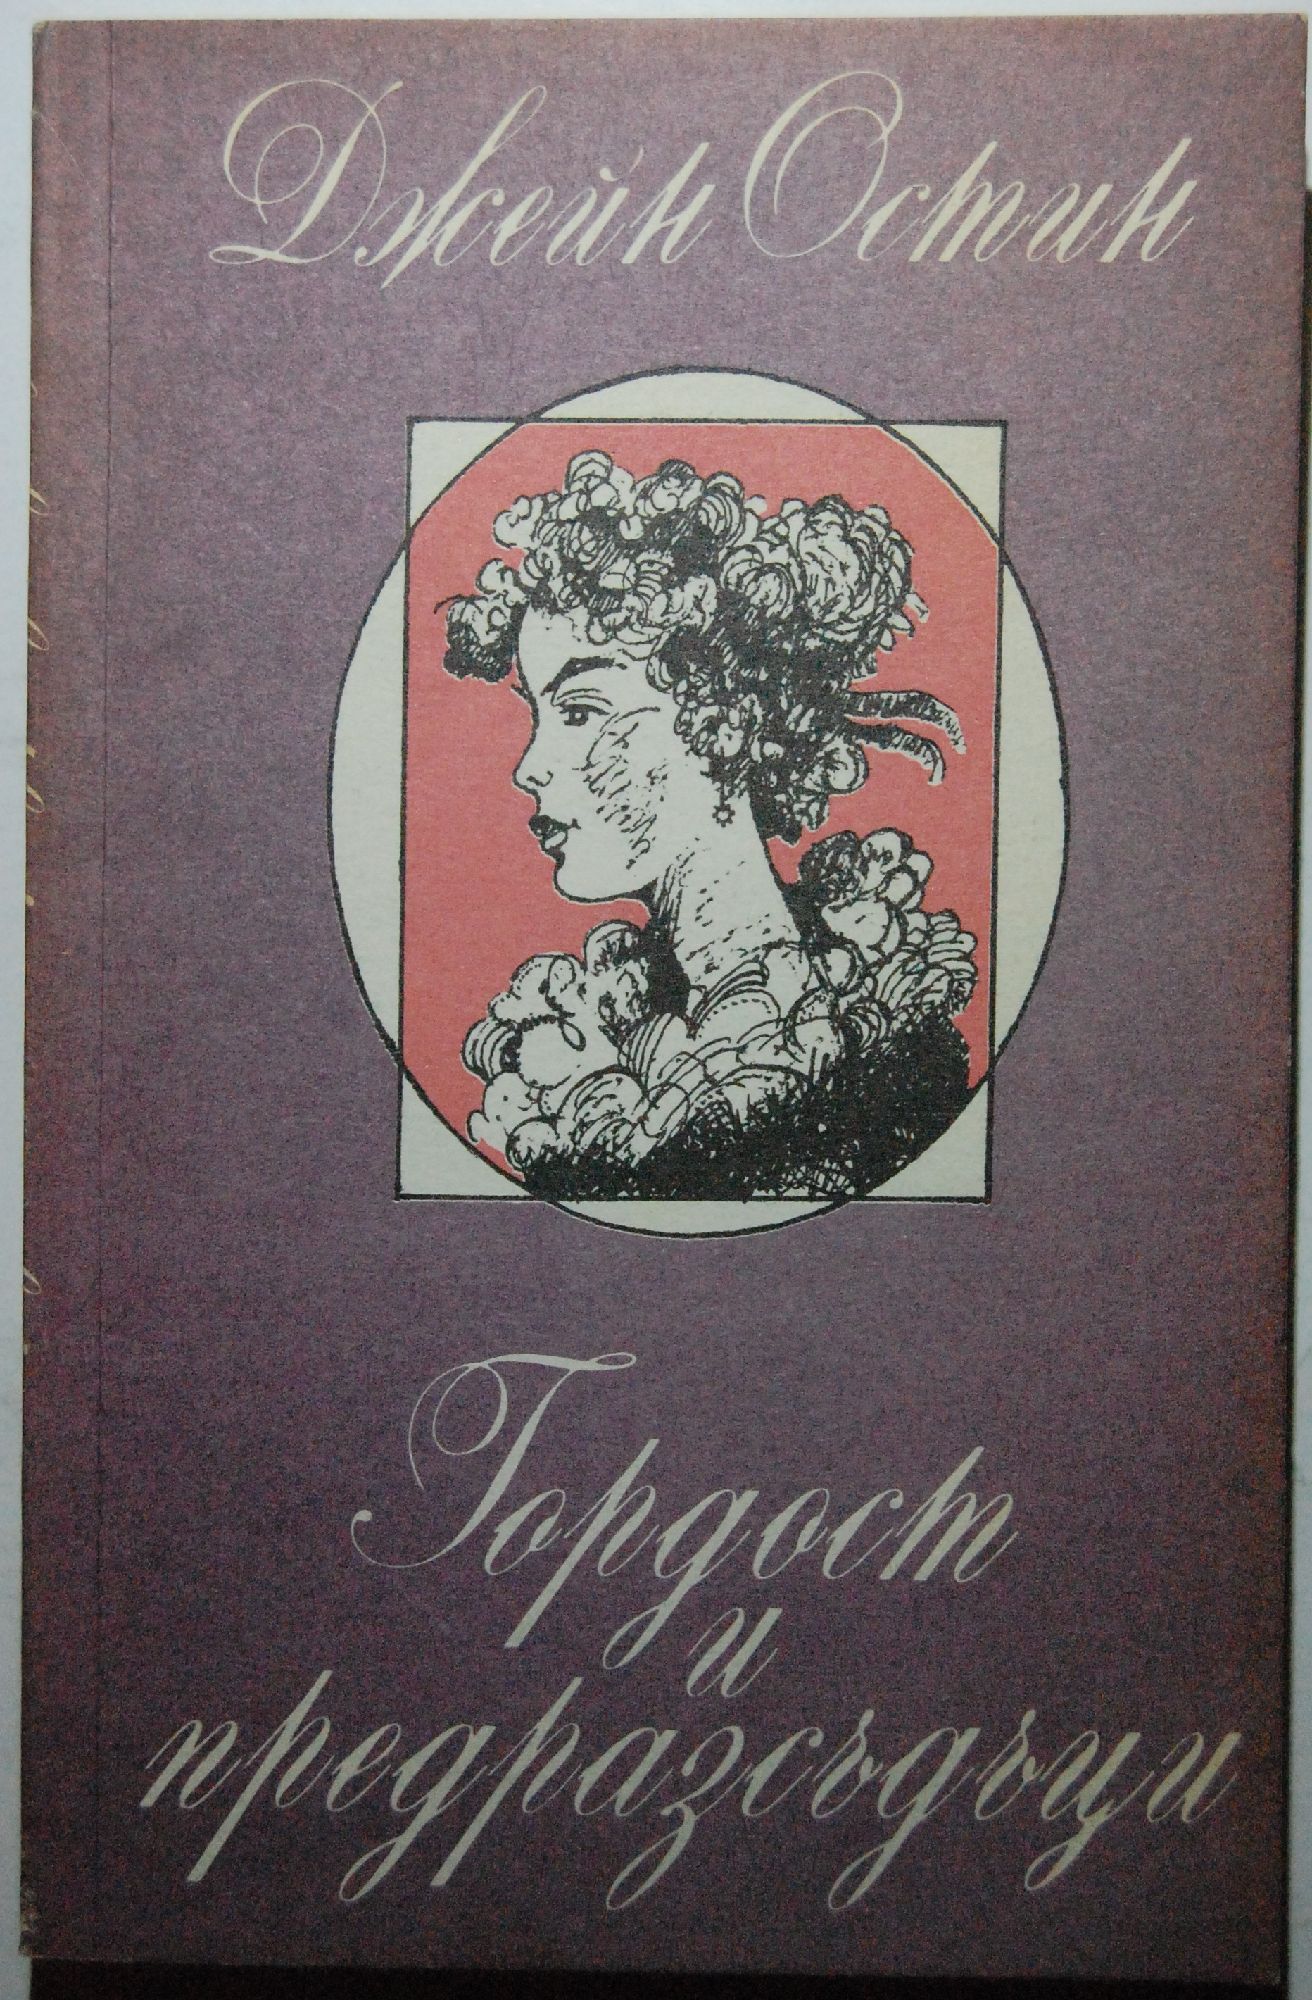 Джейн Остин
Гордост
и
предразсъдъци